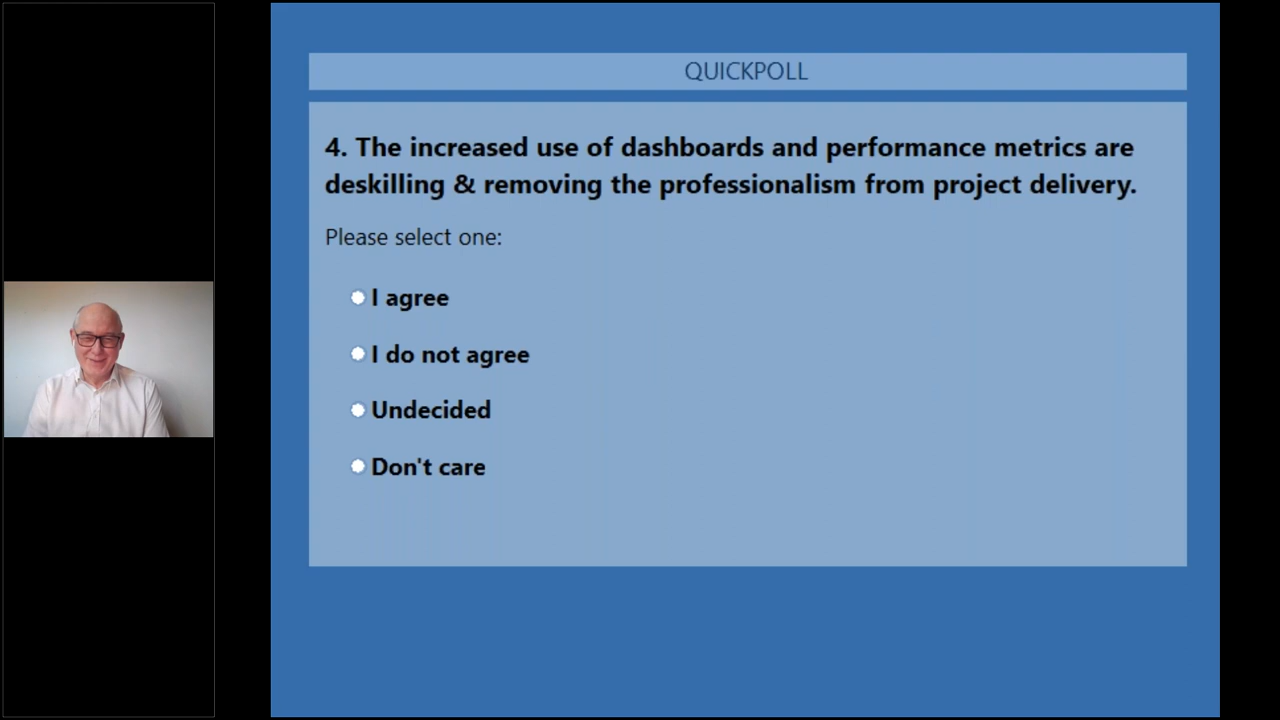 QUICKPOLL
4. The increased use of dashboards and performance metrics are
deskilling & removing the professionalism from project delivery.
Please select one:
I agree
I do not agree
Undecided
Don't care